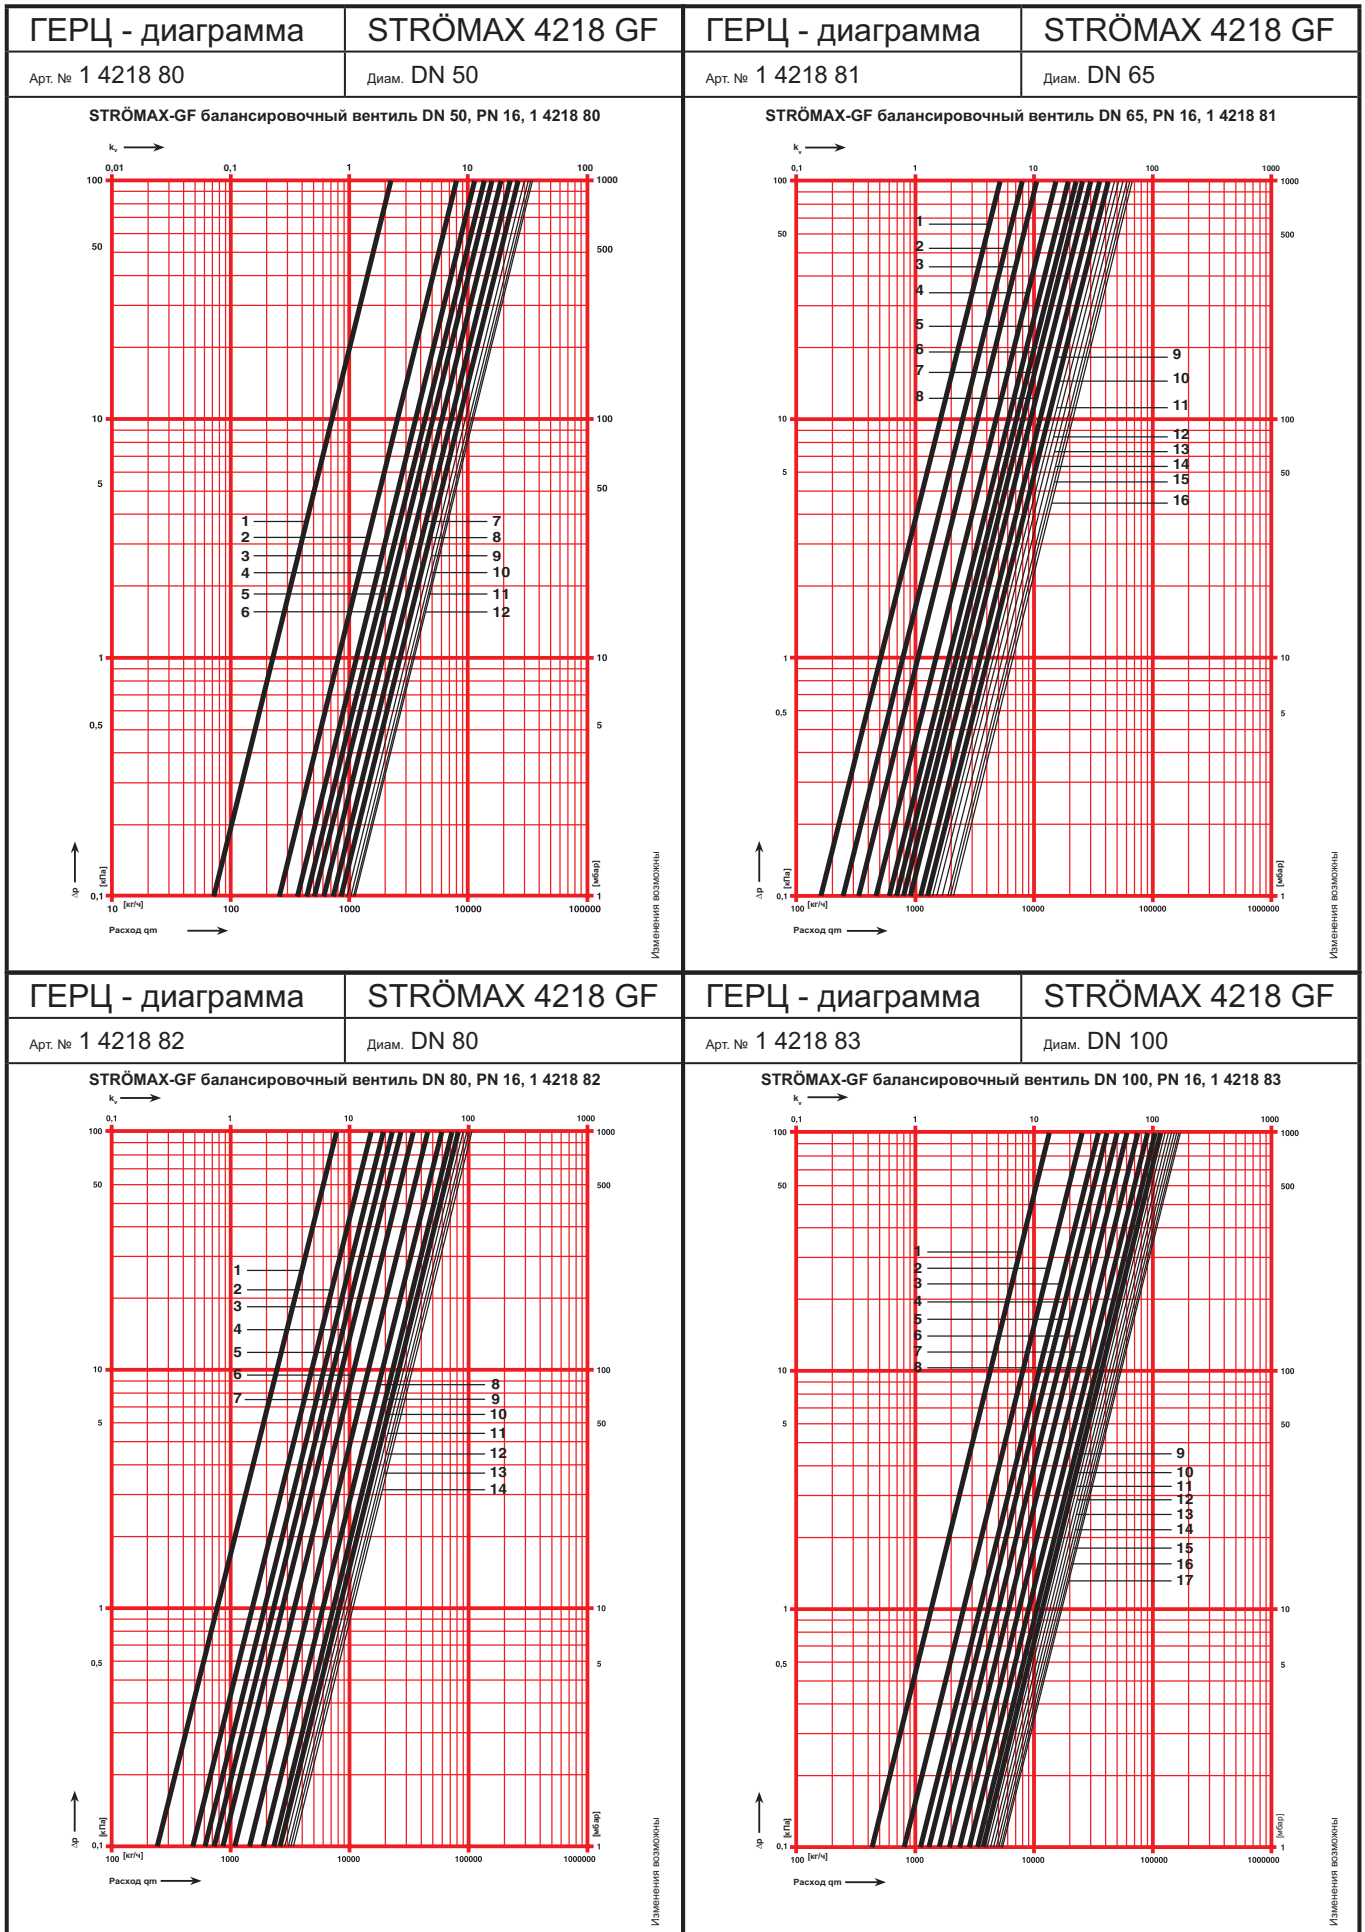 ГЕРЦ - диаграмма
STRÖMAX 4218 GF
Арт. № 1 4218 80
Диам. DN 50
STRÖMAX-GF балансировочный вентиль DN 50, PN 16, 1 4218 80
kv
0,01 0,1 1 10 100
100 1000
50 500
10 100
5 50
1 7
2 8
3 9
4 10
5 11
6 12
1 10
0,5 5
Δp [кПа] [мбар]
0,1 1
10 [кг/ч] 100 1000 10000 100000
Расход qm
Изменения возможны
ГЕРЦ - диаграмма
STRÖMAX 4218 GF
Арт. № 1 4218 81
Диам. DN 65
STRÖMAX-GF балансировочный вентиль DN 65, PN 16, 1 4218 81
kv
0,1 1 10 100 1000
100 1000
1
50 500
2
3
4
5
6 9
7 10
8 11
10 100
12
13
14
5 50
15
16
1 10
0,5 5
Δp [кПа] [мбар]
0,1 1
100 [кг/ч] 1000 10000 100000 1000000
Расход qm
Изменения возможны
ГЕРЦ - диаграмма
STRÖMAX 4218 GF
Арт. № 1 4218 82
Диам. DN 80
STRÖMAX-GF балансировочный вентиль DN 80, PN 16, 1 4218 82
kv
0,1 1 10 100 1000
100 1000
50 500
1
2
3
4
5
10 100
6 8
7 9
10
5 50
11
12
13
14
1 10
0,5 5
Δp [кПа] [мбар]
0,1 1
100 [кг/ч] 1000 10000 100000 1000000
Расход qm
Изменения возможны
ГЕРЦ - диаграмма
STRÖMAX 4218 GF
Арт. № 1 4218 83
Диам. DN 100
STRÖMAX-GF балансировочный вентиль DN 100, PN 16, 1 4218 83
kv
0,1 1 10 100 1000
100 1000
50 500
1
2
3
4
5
6
7
8
10 100
5 50
9
10
11
12
13
14
15
16
17
1 10
0,5 5
Δp [кПа] [мбар]
0,1 1
100 [кг/ч] 1000 10000 100000 1000000
Расход qm
Изменения возможны